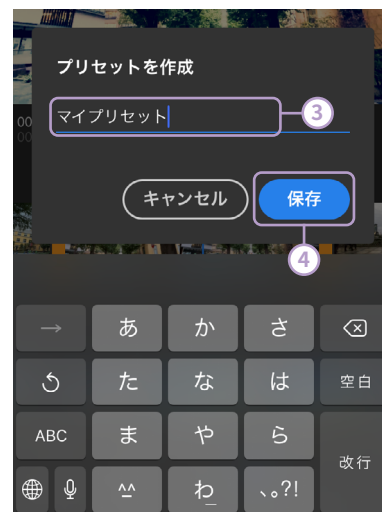 プリセットを作成
00
00
マイプリセット
3
キャンセル
保存
4
→ あ か さ
た な は 空白
ABC ま や ら 改行
^^ わ_ 、。?!